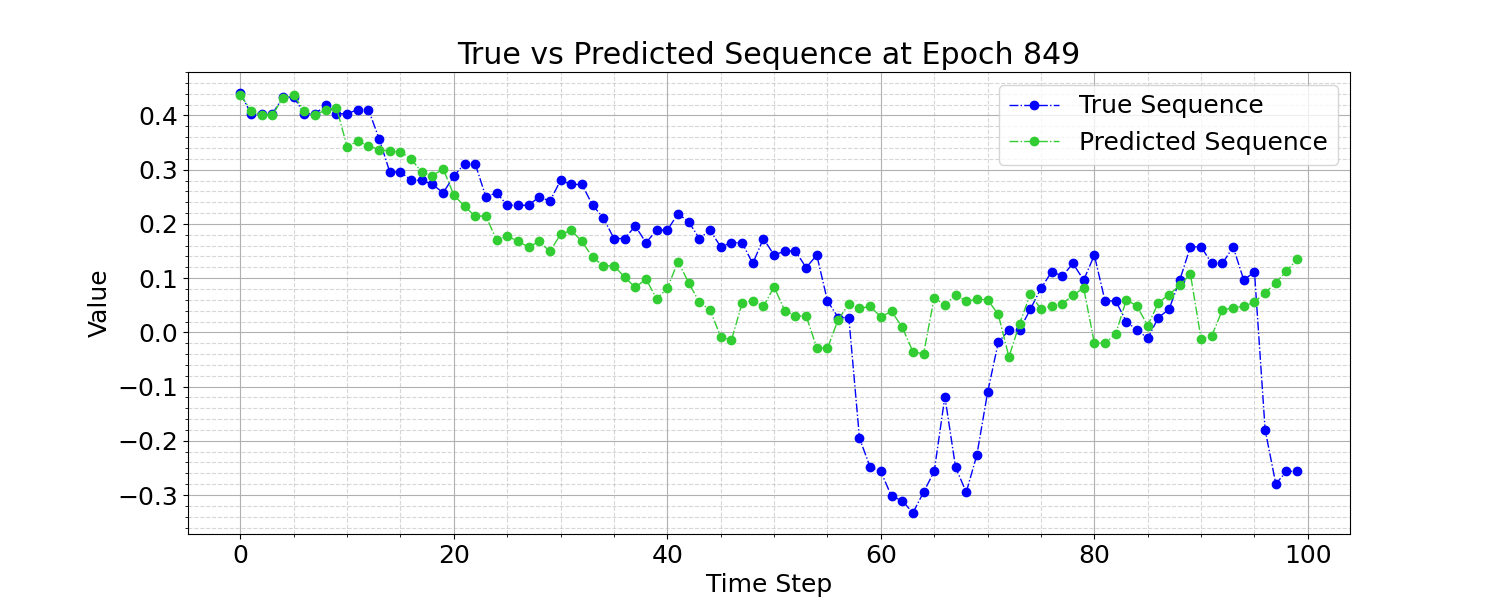 True vs Predicted Sequence at Epoch 849
True Sequence
Predicted Sequence
Value
0.4
0.3
0.2
0.1
0.0
−0.1
−0.2
−0.3
0 20 40 60 80 100
Time Step